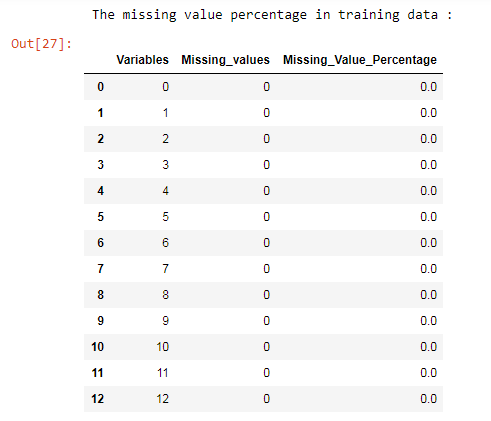 The missing value percentage in training data :
Out[27]:
Variables Missing_values Missing_Value_Percentage
0 0 0 0.0
1 1 0 0.0
2 2 0 0.0
3 3 0 0.0
4 4 0 0.0
5 5 0 0.0
6 6 0 0.0
7 7 0 0.0
8 8 0 0.0
9 9 0 0.0
10 10 0 0.0
11 11 0 0.0
12 12 0 0.0